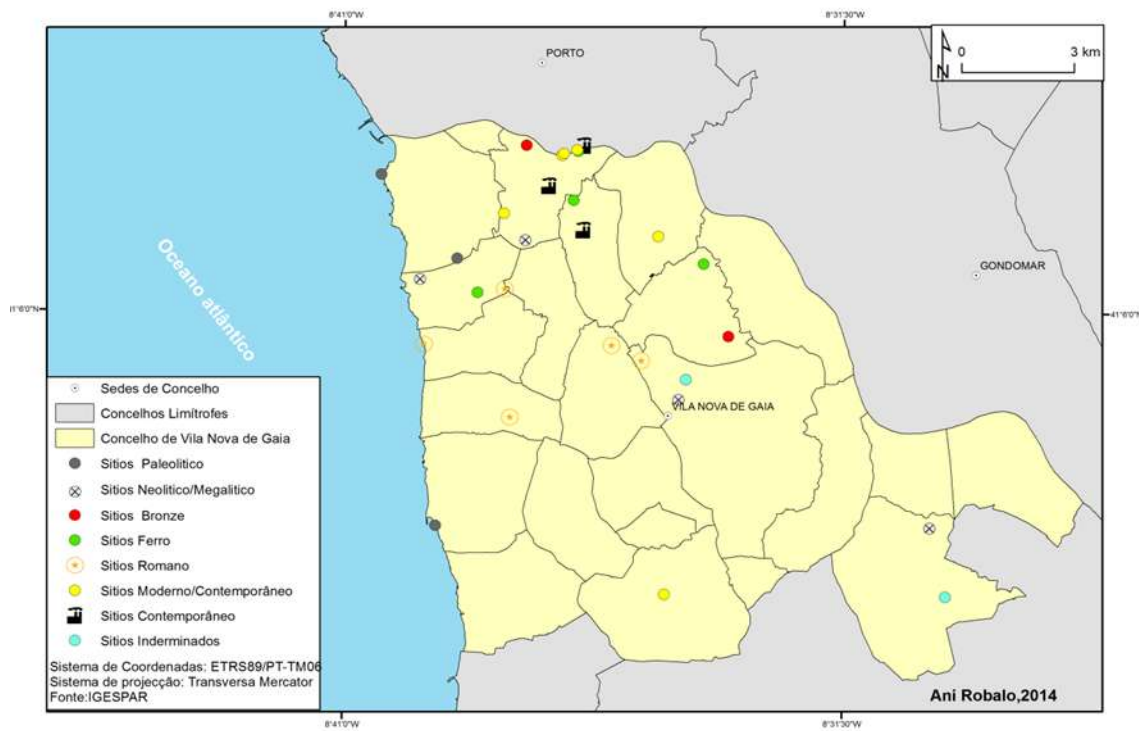 8°41'0"W
8°31'30"W
PORTO
0 3 km
N
GONDOMAR
Oceano atlântico
I1°6'0"N
41°6'0"N
VILA NOVA DE GAIA
Sedes de Concelho
Concelhos Limítrofes
Concelho de Vila Nova de Gaia
Sitios Paleolitico
Sitios Neolitico/Megalitico
Sitios Bronze
Sitios Ferro
Sitios Romano
Sitios Moderno/Contemporâneo
Sitios Contemporâneo
Sitios Inderminados
Sistema de Coordenadas: ETRS89/PT-TM06
Sistema de projecção: Transversa Mercator
Fonte:IGESPAR
Ani Robalo,2014
8°41'0"W
8°31'30"W